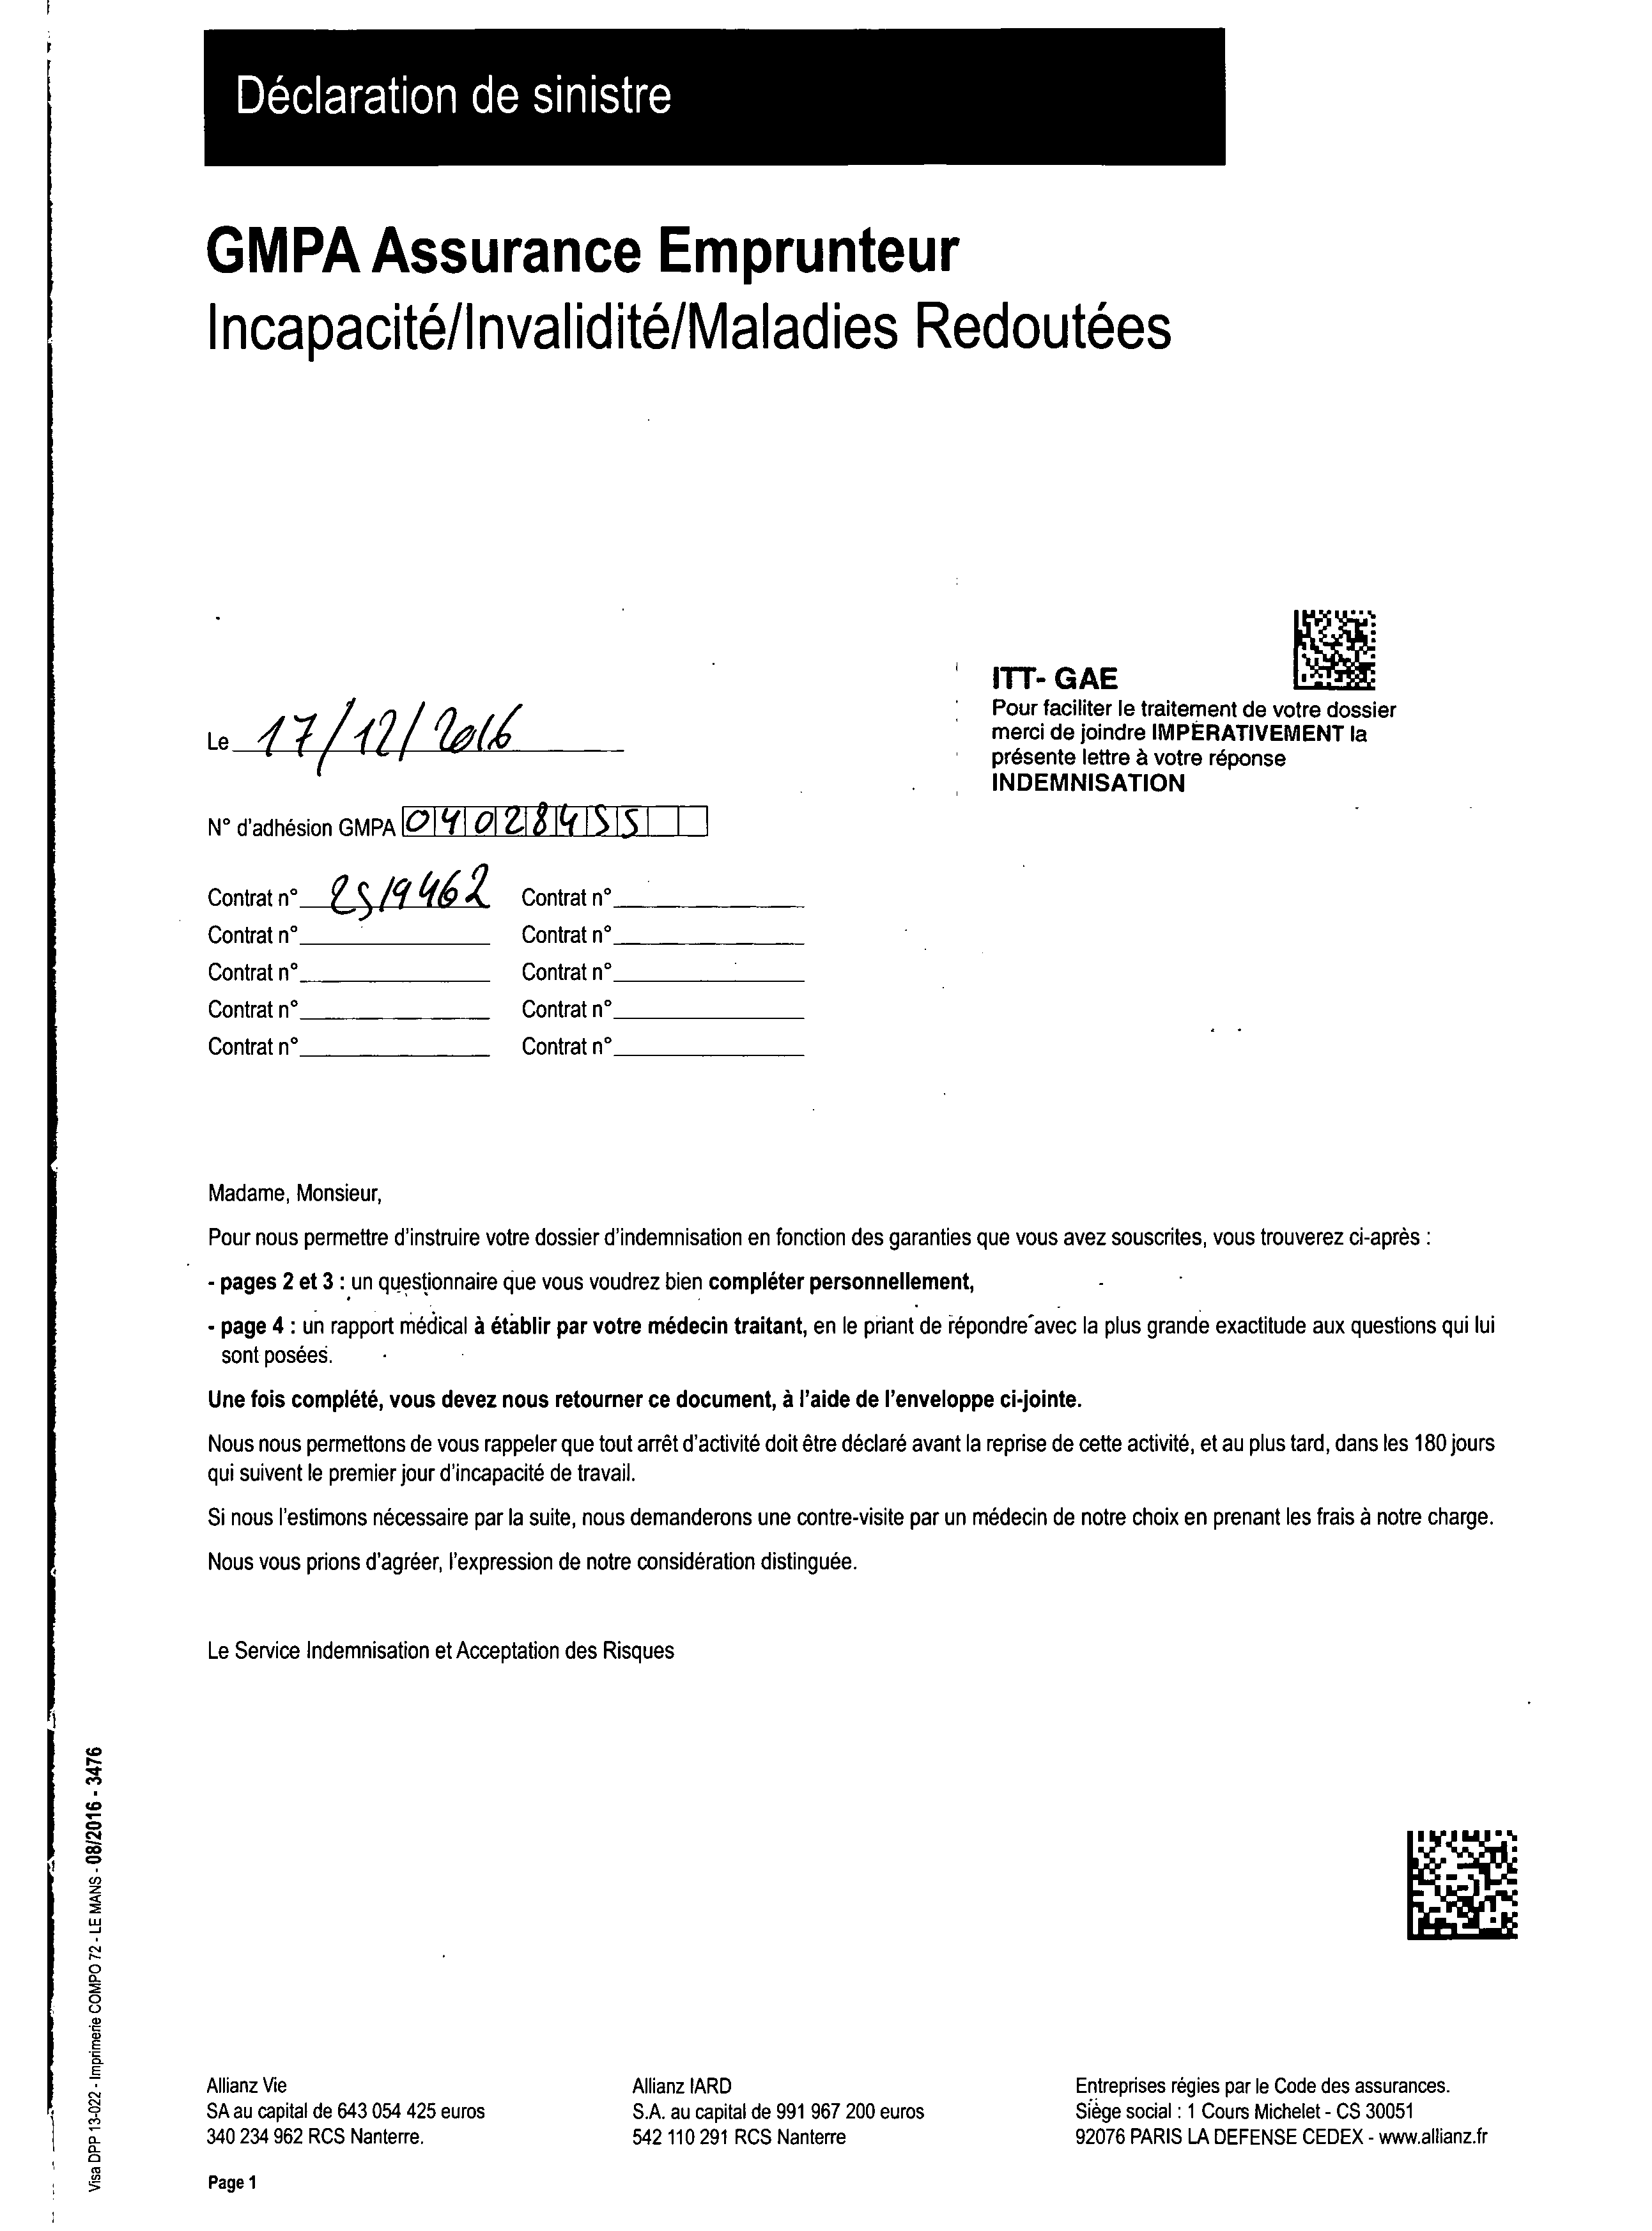 Déclaration de sinistre
GMPA Assurance Emprunteur
Incapacité/Invalidité/Maladies Redoutées
ITT- GAE
Pour faciliter le traitement de votre dossier
merci de joindre IMPÉRATIVEMENT la
présente lettre à votre réponse
INDEMNISATION
Le 17/12/2016
N° d'adhésion GMPA 04028455
Contrat n° 2519462 Contrat n°
Contrat n° Contrat n°
Contrat n° Contrat n°
Contrat n° Contrat n°
Contrat n° Contrat n°
Madame, Monsieur,
Pour nous permettre d'instruire votre dossier d'indemnisation en fonction des garanties que vous avez souscrites, vous trouverez ci-après :
- pages 2 et 3 : un questionnaire que vous voudrez bien compléter personnellement,
- page 4 : un rapport médical à établir par votre médecin traitant, en le priant de répondre avec la plus grande exactitude aux questions qui lui
sont posées.
Une fois complété, vous devez nous retourner ce document, à l'aide de l'enveloppe ci-jointe.
Nous nous permettons de vous rappeler que tout arrêt d'activité doit être déclaré avant la reprise de cette activité, et au plus tard, dans les 180 jours
qui suivent le premier jour d'incapacité de travail.
Si nous l'estimons nécessaire par la suite, nous demanderons une contre-visite par un médecin de notre choix en prenant les frais à notre charge.
Nous vous prions d'agréer, l'expression de notre considération distinguée.
Le Service Indemnisation et Acceptation des Risques
Visa DPP 13-022 - Imprimerie COMPO 72 - LE MANS - 08/2016 - 3476
Allianz Vie
SA au capital de 643 054 425 euros
340 234 962 RCS Nanterre.
Allianz IARD
S.A. au capital de 991 967 200 euros
542 110 291 RCS Nanterre
Entreprises régies par le Code des assurances.
Siège social : 1 Cours Michelet - CS 30051
92076 PARIS LA DEFENSE CEDEX - www.allianz.fr
Page 1